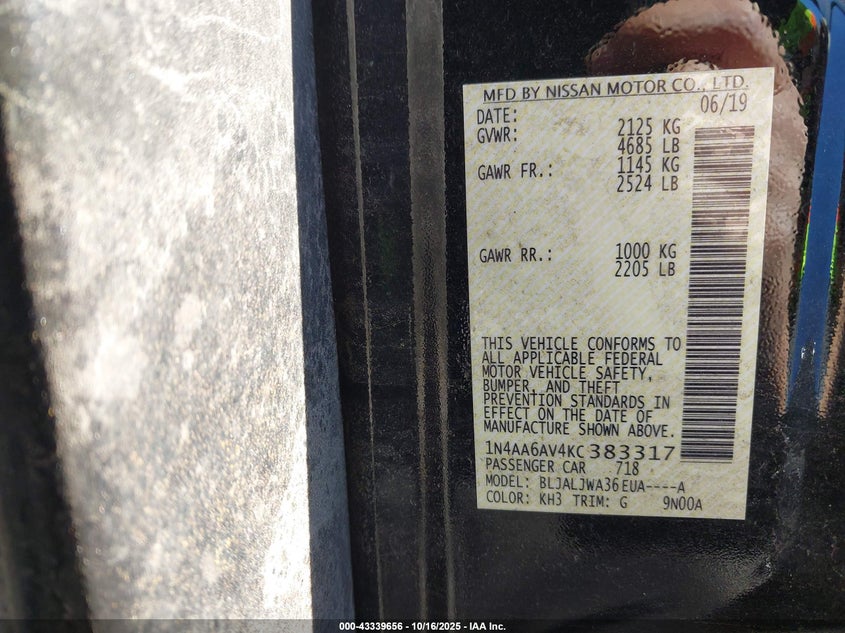 MFD BY NISSAN MOTOR CO., LTD.
DATE: 06/19
GVWR: 2125 KG
4685 LB
GAWR FR.: 1145 KG
2524 LB
GAWR RR.: 1000 KG
2205 LB
THIS VEHICLE CONFORMS TO
ALL APPLICABLE FEDERAL
MOTOR VEHICLE SAFETY,
BUMPER, AND THEFT
PREVENTION STANDARDS IN
EFFECT ON THE DATE OF
MANUFACTURE SHOWN ABOVE.
1N4AA6AV4KC383317
PASSENGER CAR 718
MODEL: BLJALJWA36EUA----A
COLOR: KH3 TRIM: G 9N00A
000-43339656 - 10/16/2025 - IAA Inc.